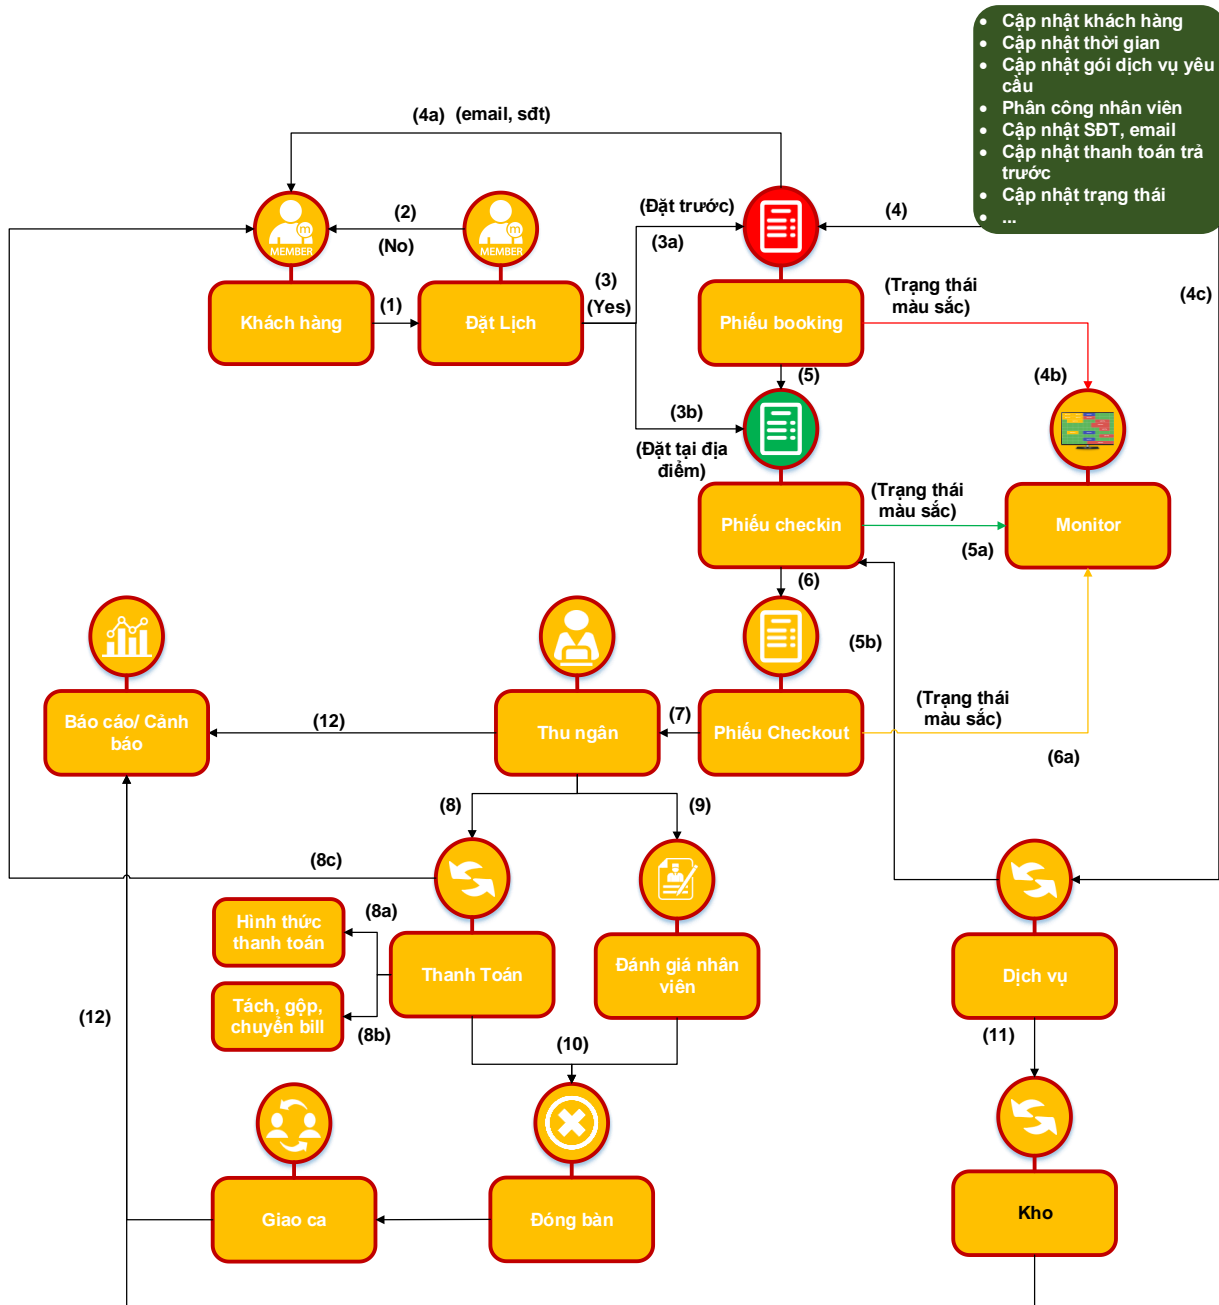 • Cập nhật khách hàng
• Cập nhật thời gian
• Cập nhật gói dịch vụ yêu
cầu
• Phân công nhân viên
• Cập nhật SĐT, email
• Cập nhật thanh toán trả
trước
• Cập nhật trạng thái
• ...
(4a) (email, sđt)
(2)
(No)
MEMBER
MEMBER
(3)
(Yes)
(Đặt trước)
(3a)
(4)
(4c)
Khách hàng
(1)
Đặt Lịch
Phiếu booking
(Trạng thái
màu sắc)
(5)
(4b)
(3b)
(Đặt tại địa
điểm)
Phiếu checkin
(Trạng thái
màu sắc)
(5a)
Monitor
(6)
(5b)
Báo cáo/ Cảnh
báo
(12)
Thu ngân
(7)
Phiếu Checkout
(Trạng thái
màu sắc)
(6a)
(8)
(9)
(8c)
(8a)
Hình thức
thanh toán
Thanh Toán
Đánh giá nhân
viên
Dịch vụ
Tách, gộp,
chuyển bill
(8b)
(12)
(10)
(11)
Giao ca
Đóng bàn
Kho